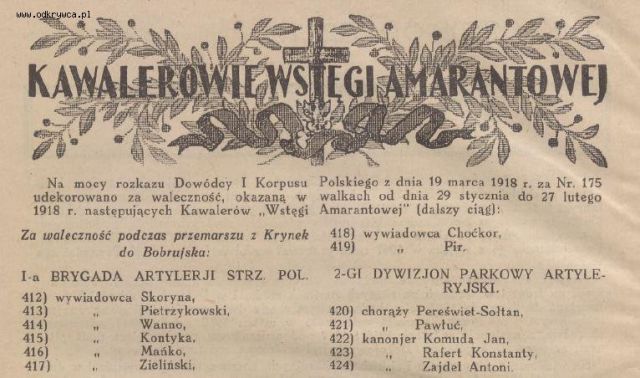 www.odkrywca.pl
KAWALEROWIE WSTĘGI AMARANTOWEJ
Na mocy rozkazu Dowódcy I Korpusu Polskiego z dnia 19 marca 1918 r. za Nr. 175
udekorowano za waleczność, okazaną w walkach od dnia 29 stycznia do 27 lutego
1918 r. następujących Kawalerów „Wstęgi Amarantowej" (dalszy ciąg):
Za waleczność podczas przemarszu z Krynek
do Bobrujska:
I-a BRYGADA ARTYLERJI STRZ. POL.
412) wywiadowca Skoryna,
413) „ Pietrzykowski,
414) „ Wanno,
415) „ Kontyka,
416) „ Mańko,
417) „ Zieliński,
418) wywiadowca Choćkor,
419) „ Pir.
2-GI DYWIZJON PARKOWY ARTYLE-
RYJSKI.
420) chorąży Pereświet-Sołtan,
421) „ Pawluć,
422) kanonjer Komuda Jan,
423) „ Rafert Konstanty,
424) „ Zajdel Antoni.